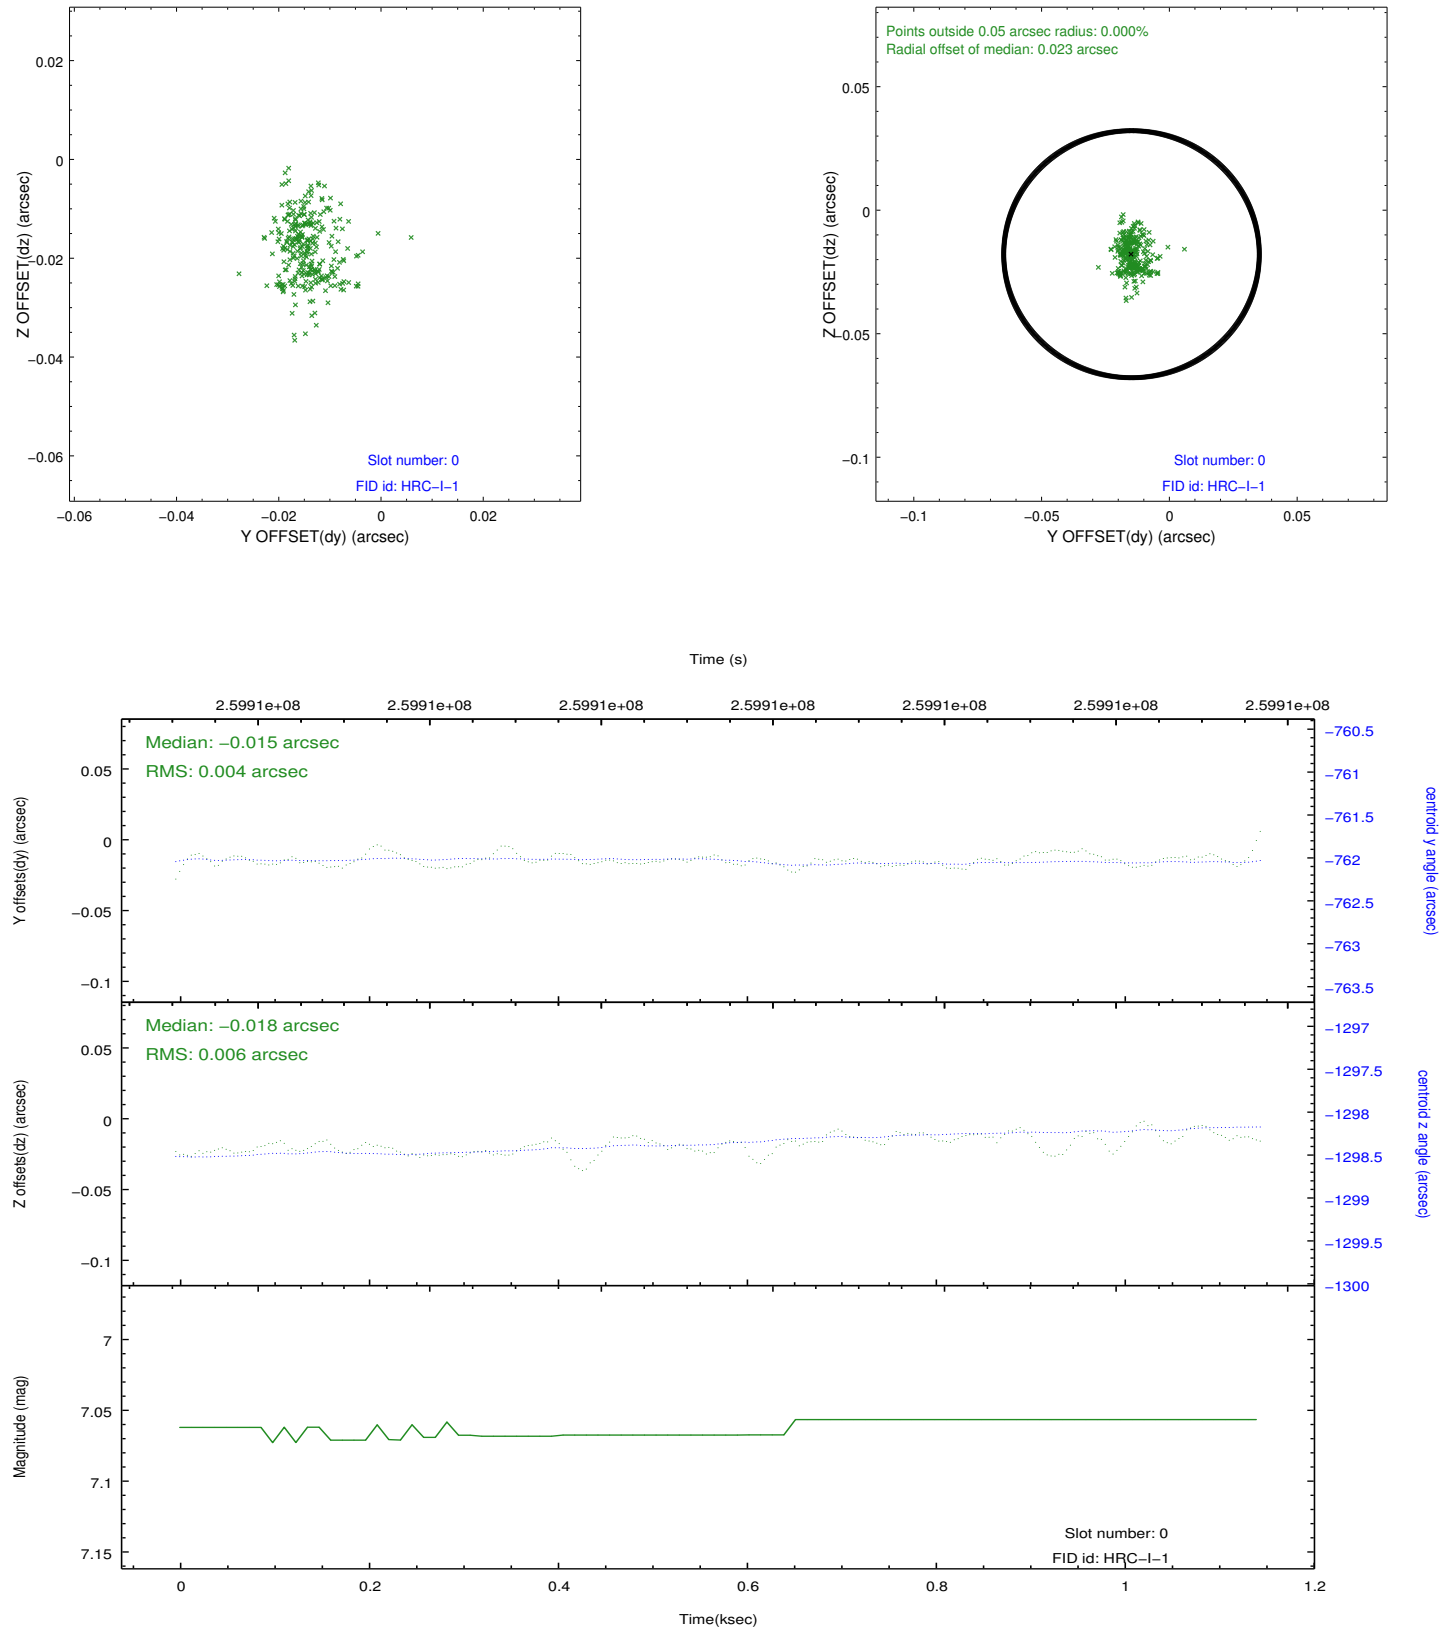 0.02
0
−0.02
−0.04
−0.06
Z OFFSET(dz) (arcsec)
Slot number: 0
FID id: HRC−I−1
−0.06
−0.04
−0.02
0
0.02
Y OFFSET(dy) (arcsec)
Points outside 0.05 arcsec radius: 0.000%
Radial offset of median: 0.023 arcsec
0.05
0
−0.05
−0.1
Z OFFSET(dz) (arcsec)
Slot number: 0
FID id: HRC−I−1
−0.1
−0.05
0
0.05
Y OFFSET(dy) (arcsec)
Time (s)
2.5991e+08
2.5991e+08
2.5991e+08
2.5991e+08
2.5991e+08
2.5991e+08
2.5991e+08
Median: −0.015 arcsec
RMS: 0.004 arcsec
0.05
0
−0.05
−0.1
Y offsets(dy) (arcsec)
−760.5
−761
−761.5
−762
−762.5
−763
−763.5
centroid y angle (arcsec)
Median: −0.018 arcsec
RMS: 0.006 arcsec
0.05
0
−0.05
−0.1
Z offsets(dz) (arcsec)
−1297
−1297.5
−1298
−1298.5
−1299
−1299.5
−1300
centroid z angle (arcsec)
7
7.05
7.1
7.15
Magnitude (mag)
Slot number: 0
FID id: HRC−I−1
0
0.2
0.4
0.6
0.8
1
1.2
Time(ksec)